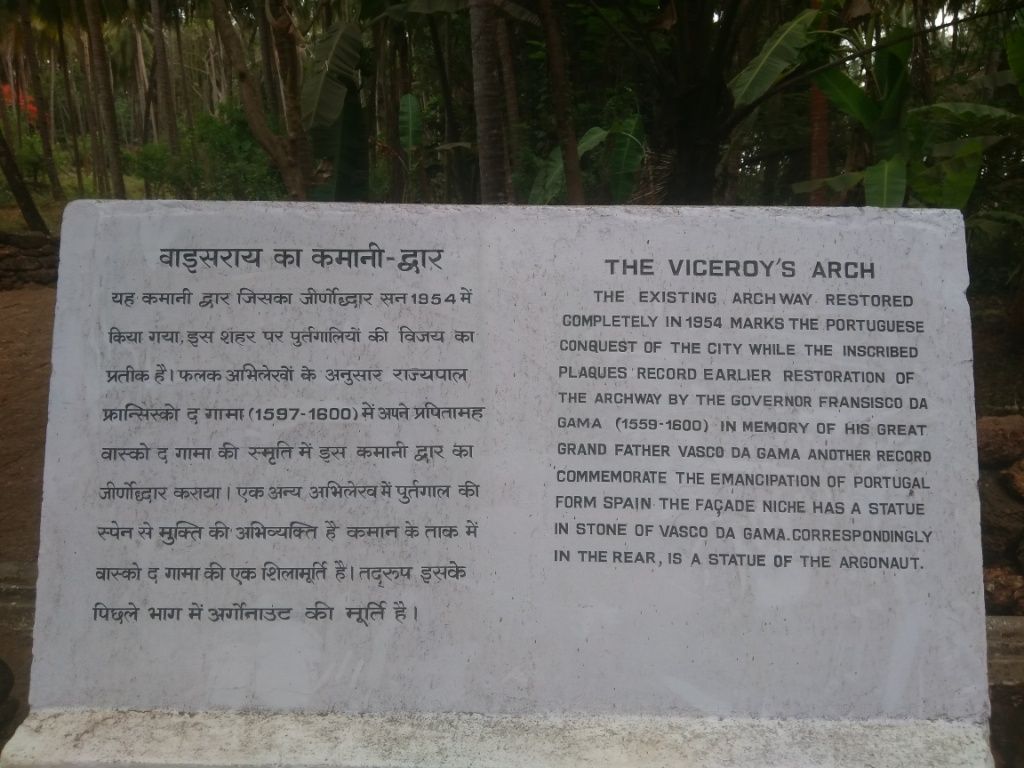 वाइसराय का कमानी-द्वार
यह कमानी द्वार जिसका जीर्णोद्धार सन 1954 में
किया गया, इस शहर पर पुर्तगालियों की विजय का
प्रतीक है। फलक अभिलेखों के अनुसार राज्यपाल
फ्रान्सिस्को द गामा (1597-1600) में अपने प्रषितामह
वास्को द गामा की स्मृति में इस कमानी द्वार का
जीर्णोद्धार कराया। एक अन्य अभिलेख में पुर्तगाल की
स्पेन से मुक्ति की अभिव्यक्ति है कमान के ताक में
वास्को द गामा की एक शिलामूर्ति है। तद्‌रूप इसके
पिछले भाग में अर्गोनाउट की मूर्ति है।
THE VICEROY'S ARCH
THE EXISTING ARCHWAY RESTORED
COMPLETELY IN 1954 MARKS THE PORTUGUESE
CONQUEST OF THE CITY WHILE THE INSCRIBED
PLAQUES RECORD EARLIER RESTORATION OF
THE ARCHWAY BY THE GOVERNOR FRANSISCO DA
GAMA (1559-1600) IN MEMORY OF HIS GREAT
GRAND FATHER VASCO DA GAMA ANOTHER RECORD
COMMEMORATE THE EMANCIPATION OF PORTUGAL
FORM SPAIN THE FAÇADE NICHE HAS A STATUE
IN STONE OF VASCO DA GAMA. CORRESPONDINGLY
IN THE REAR, IS A STATUE OF THE ARGONAUT.